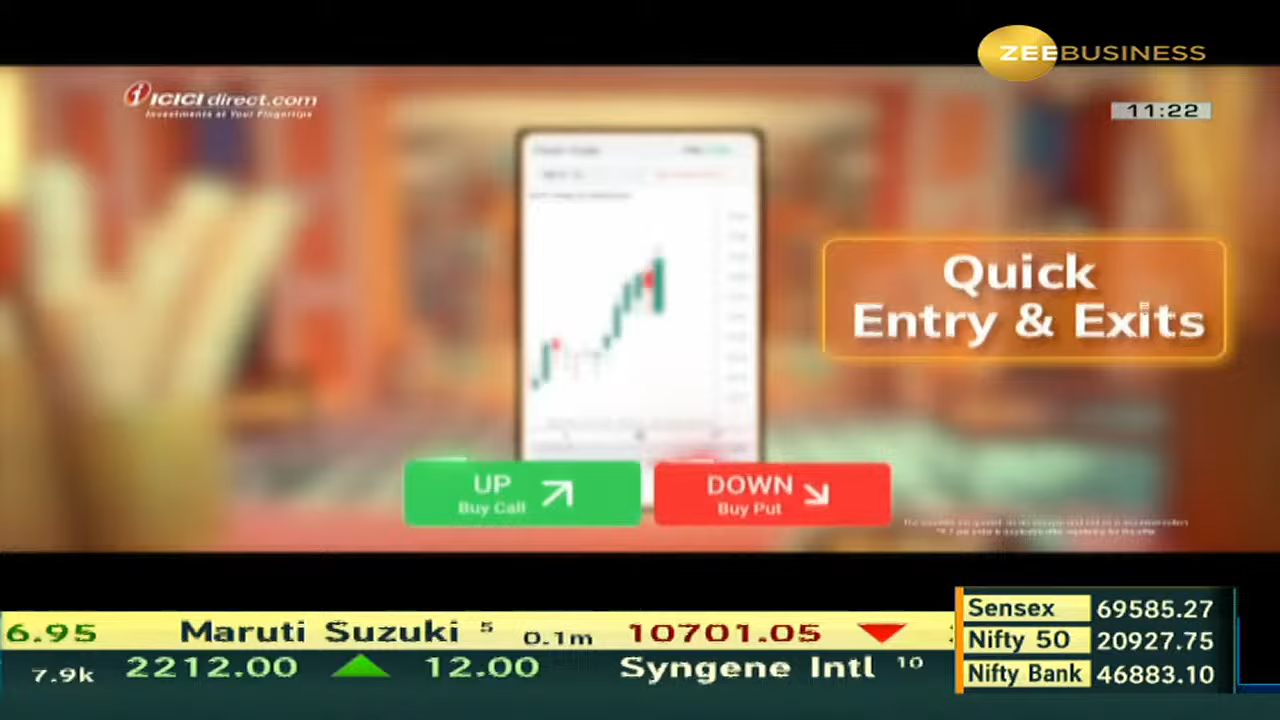 ZEEBUSINESS
ICICI direct.com
Investments at Your Fingertips
11:22
Quick
Entry & Exits
UP
Buy Call
DOWN
Buy Put
6.95 Maruti Suzuki 5 0.1m 10701.05
7.9k 2212.00 12.00 Syngene Intl 10
Sensex 69585.27
Nifty 50 20927.75
Nifty Bank 46883.10